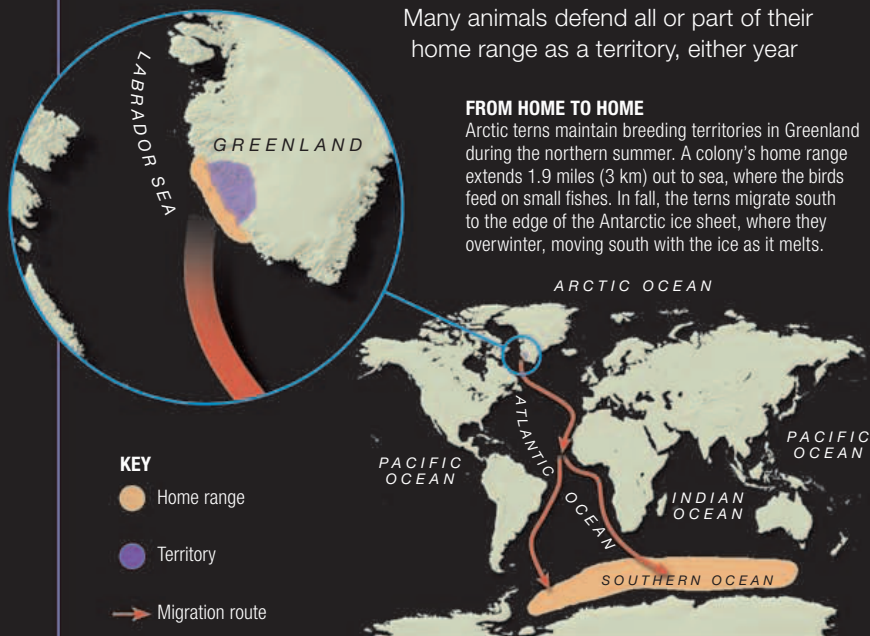 Many animals defend all or part of their
home range as a territory, either year
FROM HOME TO HOME
Arctic terns maintain breeding territories in Greenland
during the northern summer. A colony's home range
extends 1.9 miles (3 km) out to sea, where the birds
feed on small fishes. In fall, the terns migrate south
to the edge of the Antarctic ice sheet, where they
overwinter, moving south with the ice as it melts.
LABRADOR SEA
GREENLAND
ARCTIC OCEAN
ATLANTIC
OCEAN
PACIFIC
OCEAN
PACIFIC
OCEAN
INDIAN
OCEAN
SOUTHERN OCEAN
KEY
Home range
Territory
Migration route